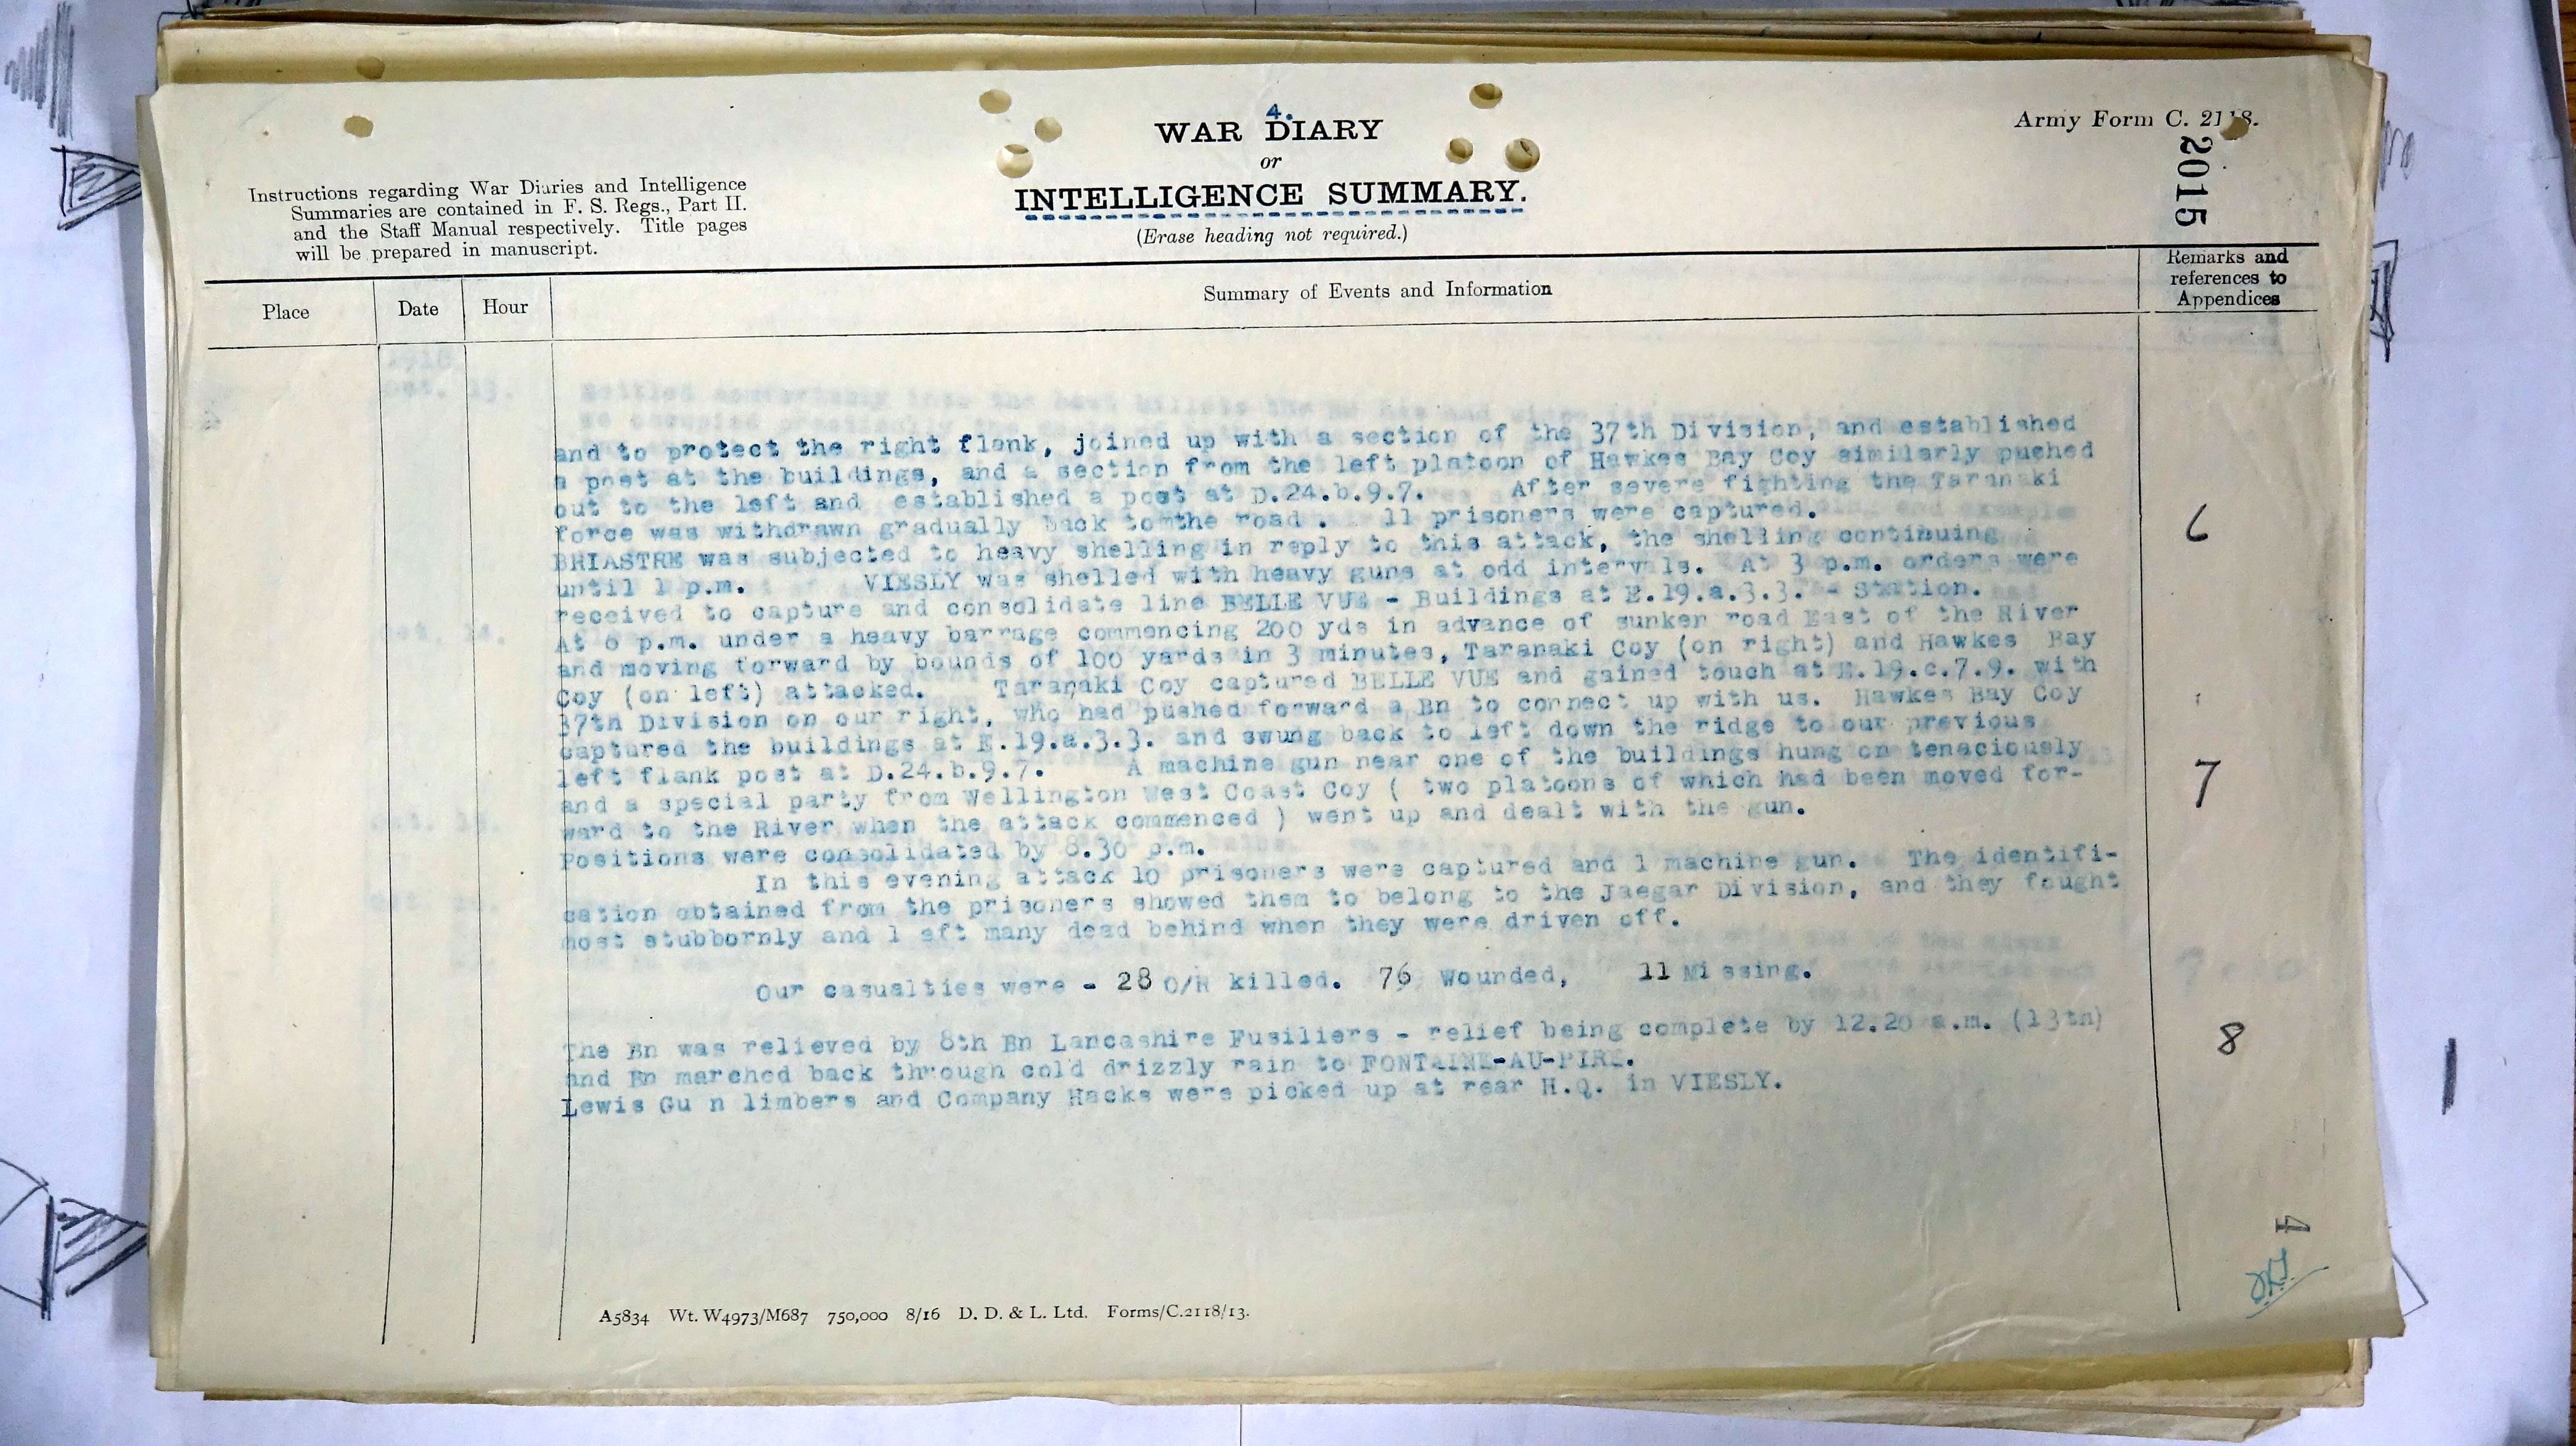 4.
WAR DIARY
or
INTELLIGENCE SUMMARY.
(Erase heading not required.)
Army Form C. 2118.
2015
Instructions regarding War Diaries and Intelligence
Summaries are contained in F. S. Regs., Part II.
and the Staff Manual respectively. Title pages
will be prepared in manuscript.
Place
Date
Hour
Summary of Events and Information
Remarks and
references to
Appendices
and to protect the right flank, joined up with a section of the 37th Division, and established
a post at the buildings, and a section from the left platoon of Hawkes Bay Coy similarly pushed
out to the left and established a post at D.24.b.9.7. After severe fighting the Taranaki
force was withdrawn gradually back to the road . 11 prisoners were captured.
BRIASTRE was subjected to heavy shelling in reply to this attack, the shelling continuing
until 1 p.m. VIESLY was shelled with heavy guns at odd intervals. At 3 p.m. orders were
received to capture and consolidate line BELLE VUE - Buildings at E.19.a.3.3. - Station.
At 6 p.m. under a heavy barrage commencing 200 yds in advance of sunken road East of the River
and moving forward by bounds of 100 yards in 3 minutes, Taranaki Coy (on right) and Hawkes Bay
Coy (on left) attacked. Taranaki Coy captured BELLE VUE and gained touch at E.19.c.7.9. with
37th Division on our right, who had pushed forward a Bn to connect up with us. Hawkes Bay Coy
captured the buildings at E.19.a.3.3. and swung back to left down the ridge to our previous
left flank post at D.24.b.9.7. A machine gun near one of the buildings hung on tenaciously
and a special party from Wellington West Coast Coy ( two platoons of which had been moved for-
ward to the River when the attack commenced ) went up and dealt with the gun.
Positions were consolidated by 8.30 p.m.
In this evening attack 10 prisoners were captured and 1 machine gun. The identifi-
cation obtained from the prisoners showed them to belong to the Jaegar Division, and they fought
most stubbornly and l eft many dead behind when they were driven off.
Our casualties were - 28 O/R killed. 76 Wounded, 11 Missing.
The Bn was relieved by 8th Bn Lancashire Fusiliers - relief being complete by 12.20 a.m. (13th)
and Bn marched back through cold drizzly rain to FONTAINE-AU-PIRE.
Lewis Gu n limbers and Company Hacks were picked up at rear H.Q. in VIESLY.
6
7
8
4
A5834 Wt. W4973/M687 750,000 8/16 D. D. & L. Ltd. Forms/C.2118/13.